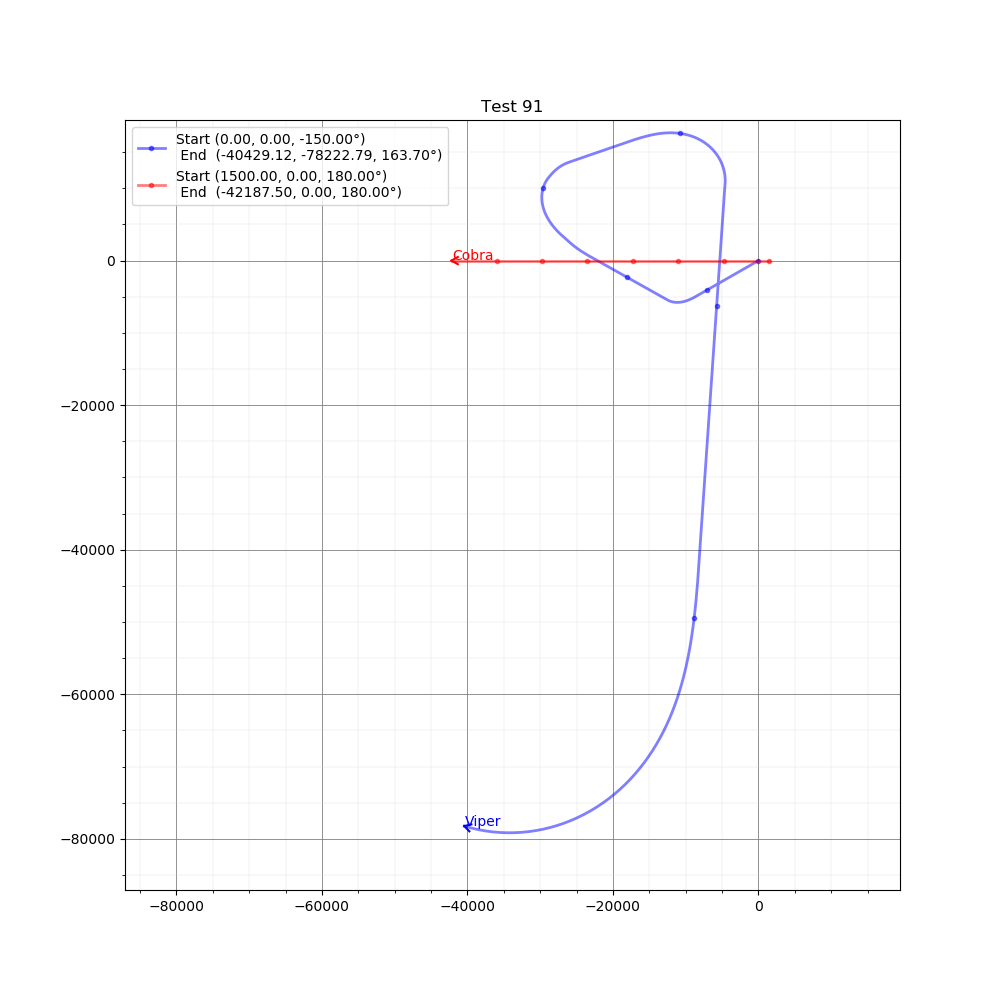 Test 91
Start (0.00, 0.00, -150.00°)
End (-40429.12, -78222.79, 163.70°)
Start (1500.00, 0.00, 180.00°)
End (-42187.50, 0.00, 180.00°)
Cobra
Viper
0
−20000
−40000
−60000
−80000
−80000 −60000 −40000 −20000 0